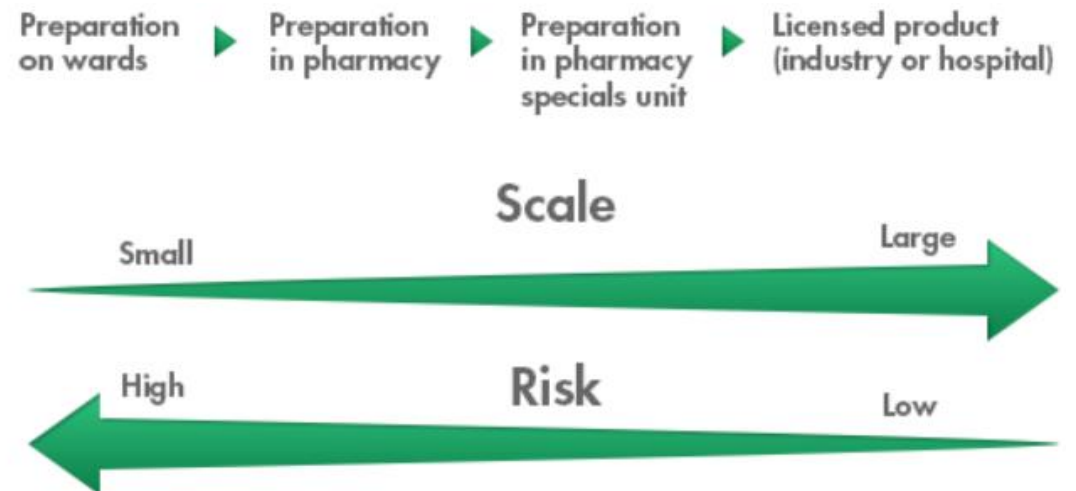 Preparation
on wards
Preparation
in pharmacy
Preparation
in pharmacy
specials unit
Licensed product
(industry or hospital)
Scale
Small
Large
Risk
High
Low